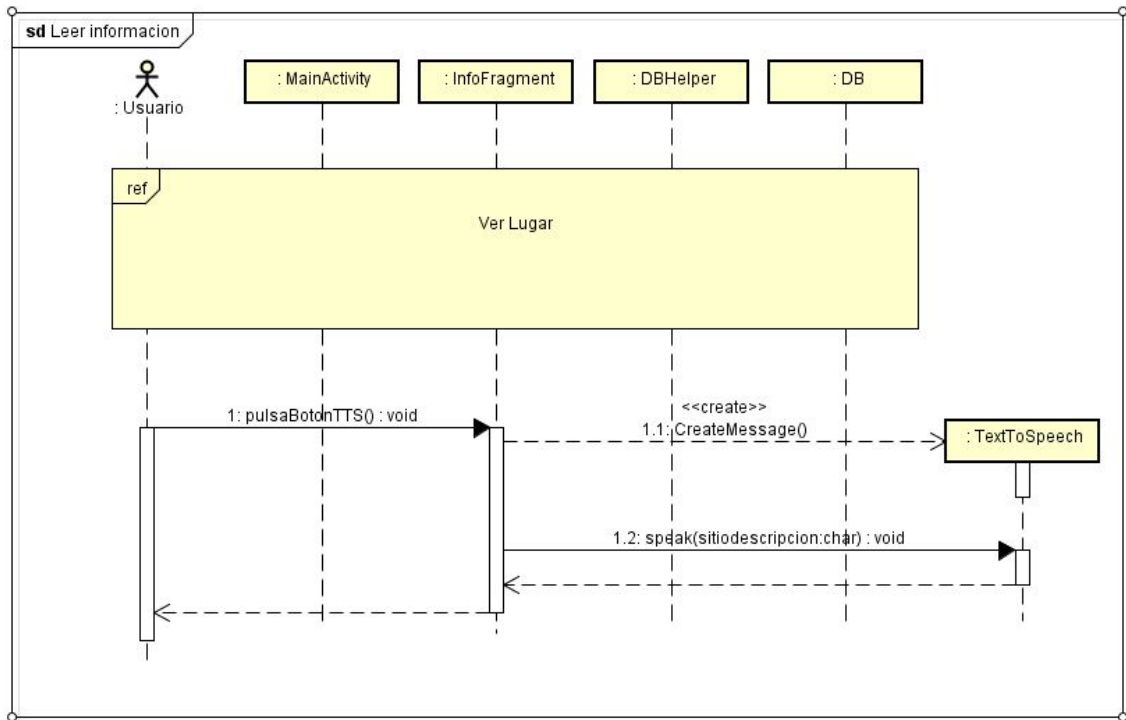 sd Leer informacion
: Usuario
: MainActivity
: InfoFragment
: DBHelper
: DB
ref
Ver Lugar
1: pulsaBotonTTS() : void
<<create>>
1.1: CreateMessage()
: TextToSpeech
1.2: speak(sitiodescripcion:char) : void